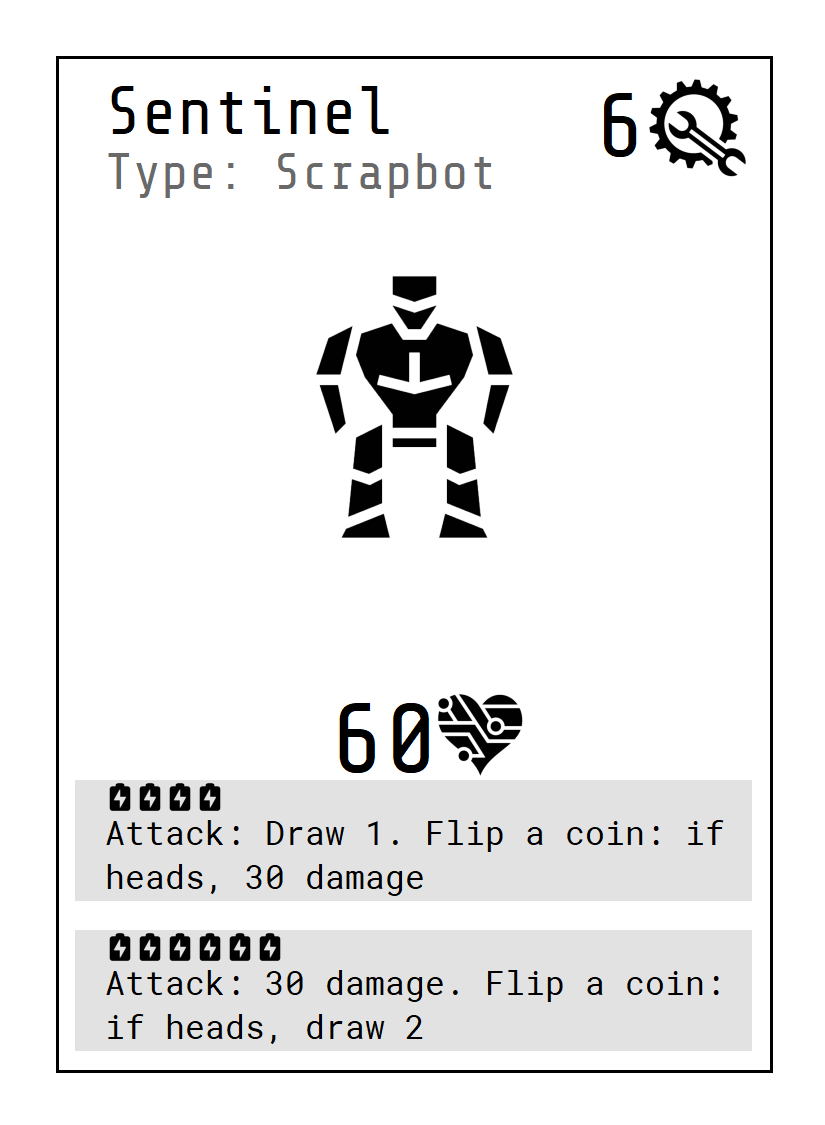 Sentinel
6
Type: Scrapbot
60
Attack: Draw 1. Flip a coin: if
heads, 30 damage
Attack: 30 damage. Flip a coin:
if heads, draw 2